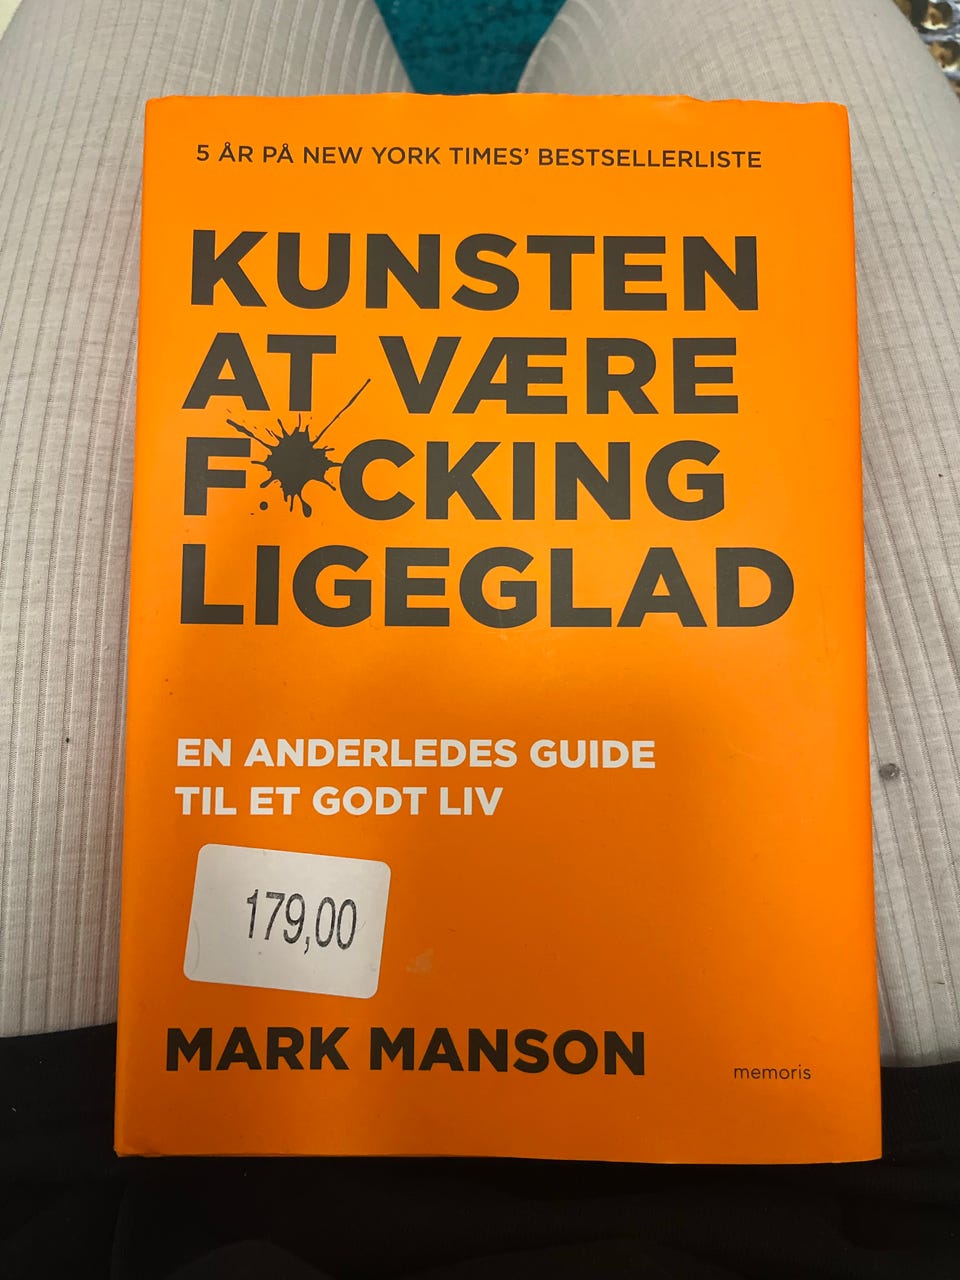 5 ÅR PÅ NEW YORK TIMES’ BESTSELLERLISTE
KUNSTEN
AT VÆRE
F*CKING
LIGEGLAD
EN ANDERLEDES GUIDE
TIL ET GODT LIV
179,00
MARK MANSON
memoris